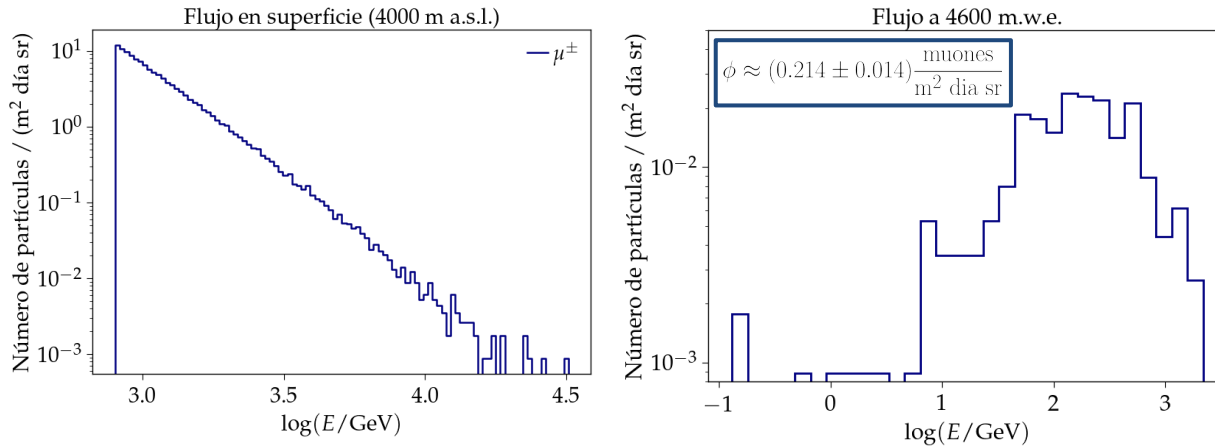 Flujo en superficie (4000 m a.s.l.)
Número de partículas / (m² día sr)
10¹
10⁰
10⁻¹
10⁻²
10⁻³
μ±
3.0 3.5 4.0 4.5
log(E/GeV)
Flujo a 4600 m.w.e.
Número de partículas / (m² día sr)
ϕ ≈ (0.214 ± 0.014) muones / m² dia sr
10⁻²
10⁻³
−1 0 1 2 3
log(E/GeV)